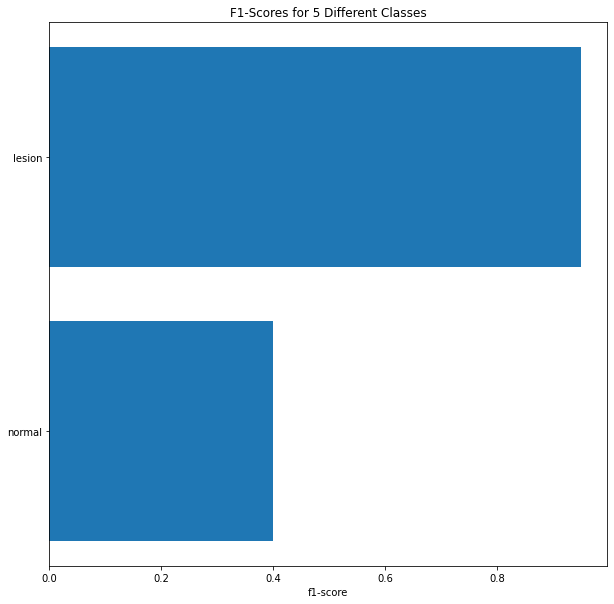 F1-Scores for 5 Different Classes
lesion
normal
0.0 0.2 0.4 0.6 0.8
f1-score